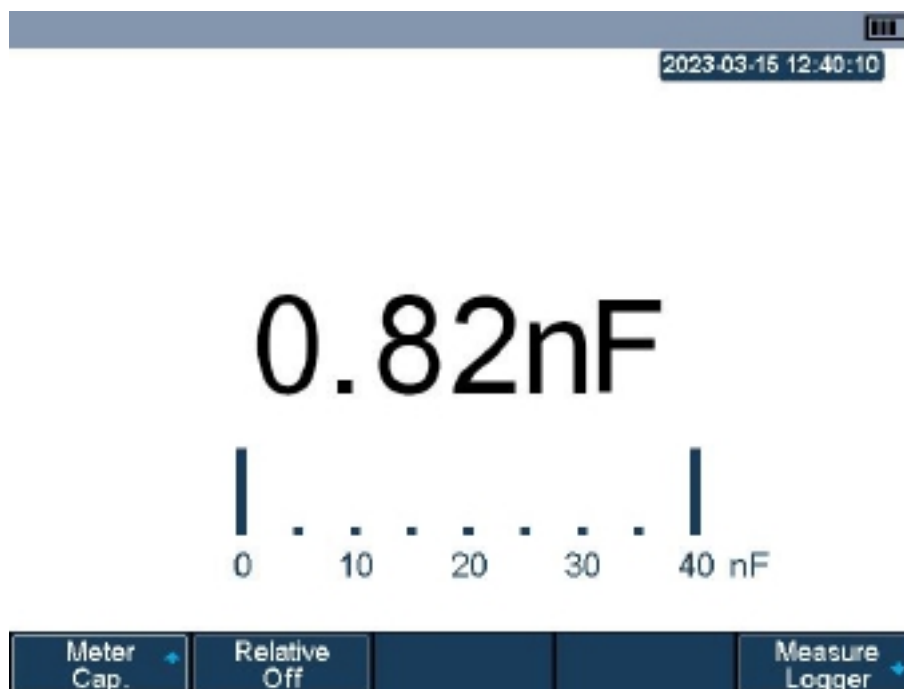 2023-03-15 12:40:10
0.82nF
0 10 20 30 40 nF
Meter Relative Measure
Cap. Off Logger